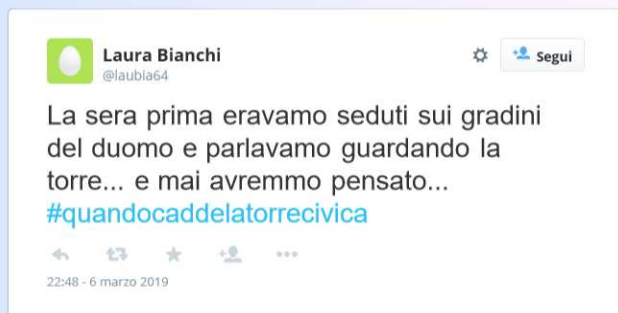 Laura Bianchi
@laubia64
Segui
La sera prima eravamo seduti sui gradini
del duomo e parlavamo guardando la
torre... e mai avremmo pensato...
#quandocaddelatorrecivica
22:48 - 6 marzo 2019